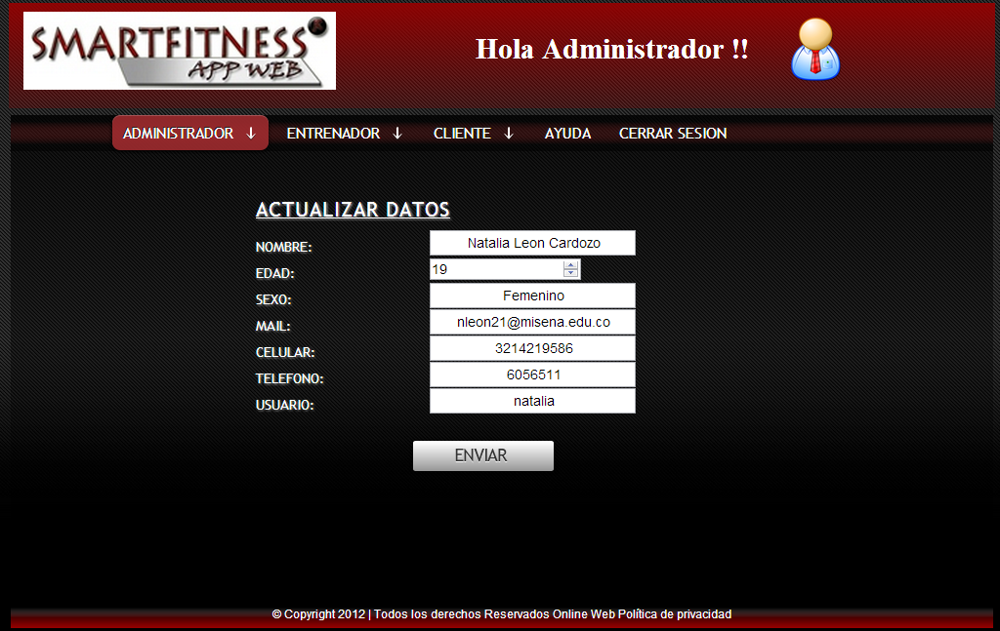 SMARTFITNESS
APP WEB
Hola Administrador !!
ADMINISTRADOR ↓ ENTRENADOR ↓ CLIENTE ↓ AYUDA CERRAR SESION
ACTUALIZAR DATOS
NOMBRE: Natalia Leon Cardozo
EDAD: 19
SEXO: Femenino
MAIL: nleon21@misena.edu.co
CELULAR: 3214219586
TELEFONO: 6056511
USUARIO: natalia
ENVIAR
© Copyright 2012 | Todos los derechos Reservados Online Web Política de privacidad